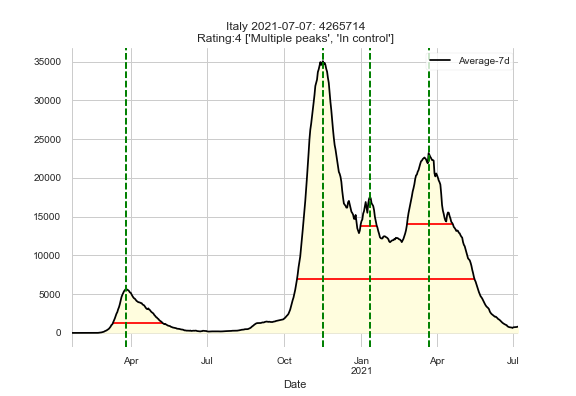 Italy 2021-07-07: 4265714
Rating:4 ['Multiple peaks', 'In control']
Average-7d
35000
30000
25000
20000
15000
10000
5000
0
Apr
Jul
Oct
Jan
2021
Apr
Jul
Date